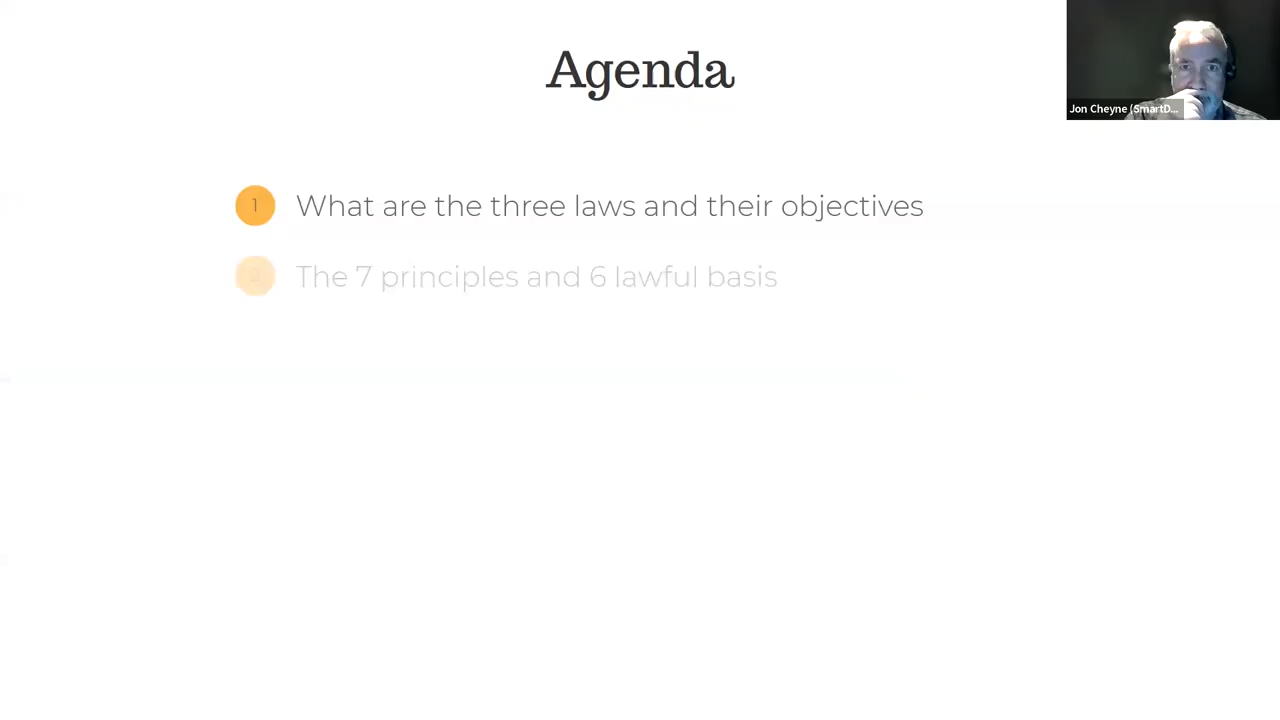 Agenda
Jon Cheyne (SmartD...
1 What are the three laws and their objectives
2 The 7 principles and 6 lawful basis